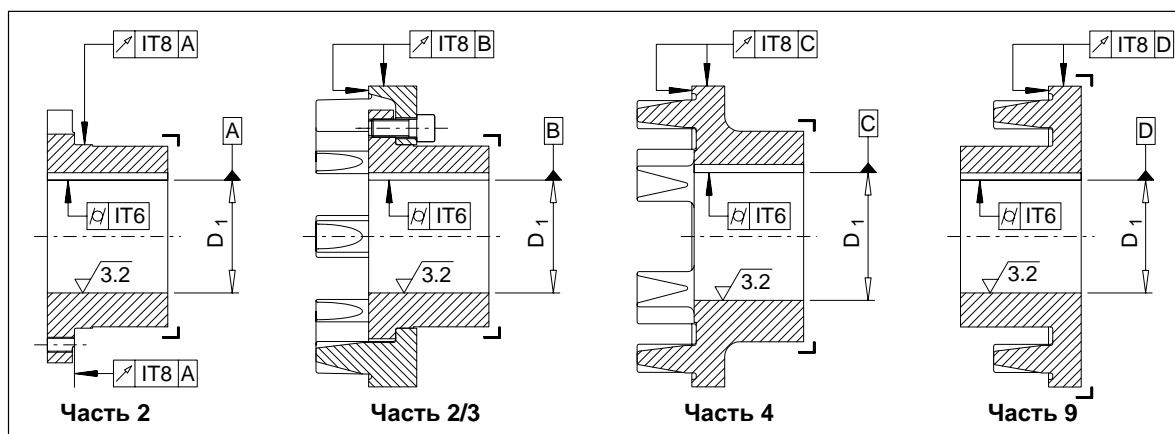 ↗ IT8 A
↗ IT8 B
↗ IT8 C
↗ IT8 D
A
B
C
D
⌭ IT6
⌭ IT6
⌭ IT6
⌭ IT6
D1
D1
D1
D1
3.2
3.2
3.2
3.2
↗ IT8 A
Часть 2
Часть 2/3
Часть 4
Часть 9